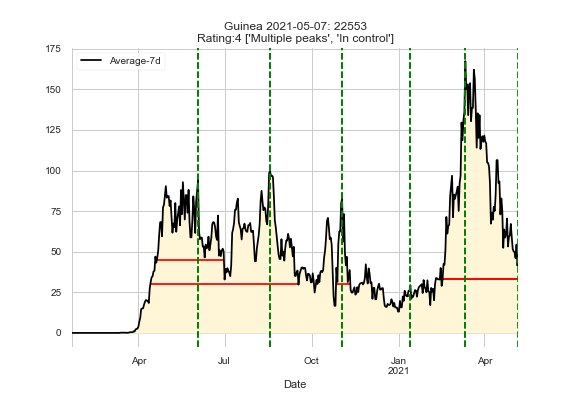 Guinea 2021-05-07: 22553
Rating:4 ['Multiple peaks', 'In control']
175
Average-7d
150
125
100
75
50
25
0
Apr Jul Oct Jan Apr
2021
Date